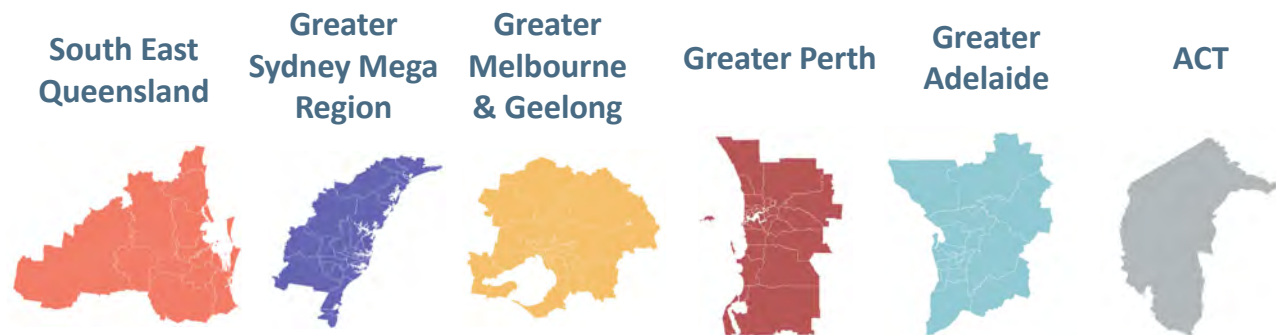 South East
Queensland
Greater
Sydney Mega
Region
Greater
Melbourne
& Geelong
Greater Perth
Greater
Adelaide
ACT